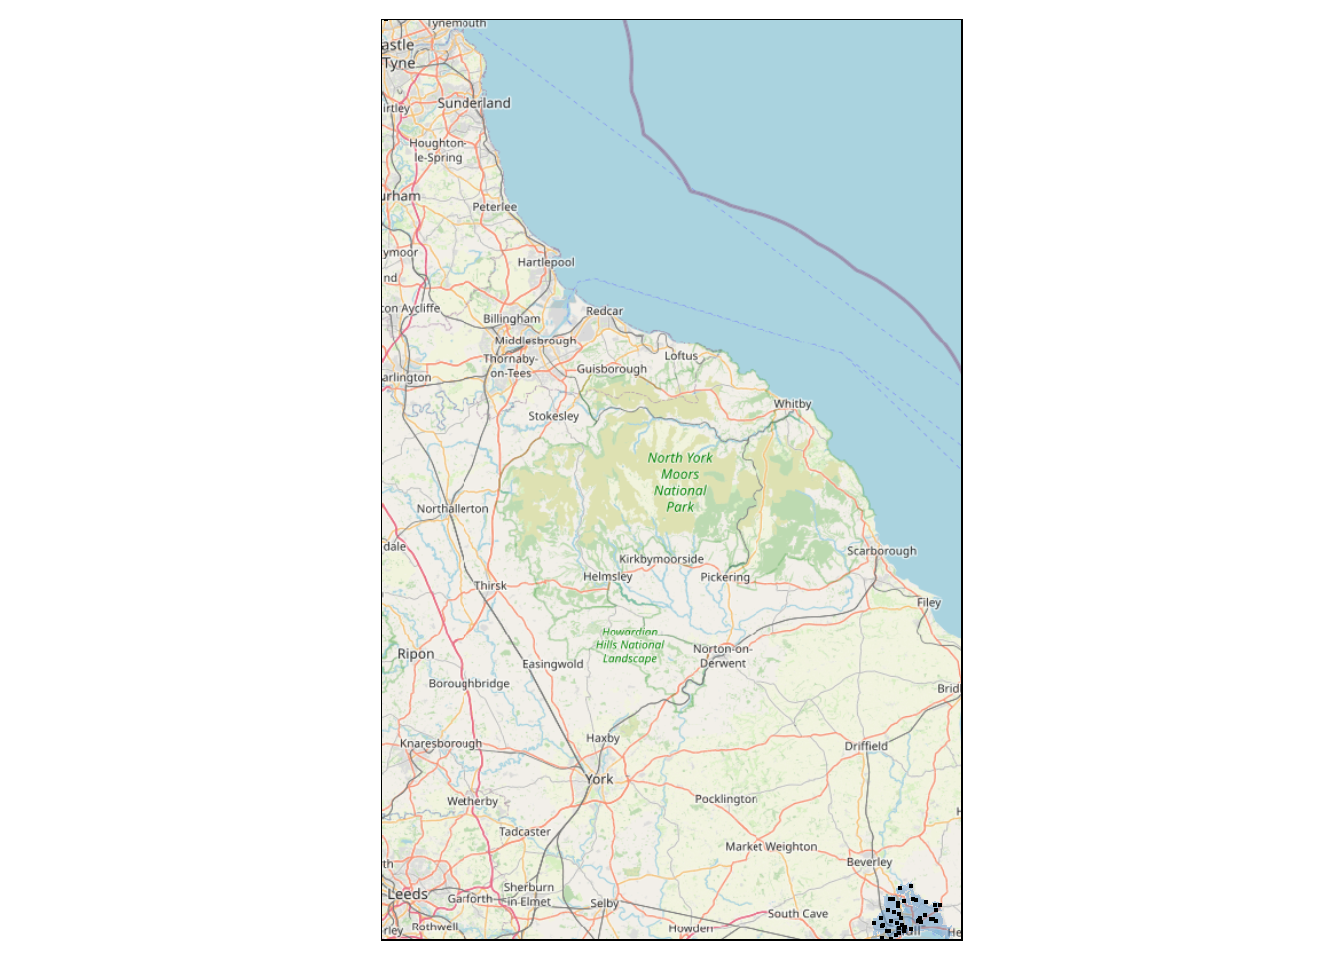 Tynemouth
astle
Tyne
Sunderland
irtley
Houghton-
le-Spring
urham
Peterlee
ymoor
Hartlepool
nd
ton Aycliffe
Redcar
Billingham
Middlesbrough
Loftus
Thornaby-
on-Tees
Guisborough
arlington
Whitby
Stokesley
North York
Moors
National
Park
Northallerton
dale
Scarborough
Kirkbymoorside
Helmsley
Pickering
Thirsk
Filey
Howardian
Hills National
Landscape
Norton-on-
Derwent
Ripon
Easingwold
Boroughbridge
Brid
Haxby
Knaresborough
Driffield
York
Pocklington
Wetherby
H
Tadcaster
Market Weighton
Beverley
th
Leeds
Sherburn
-in-Elmet
Garforth
Selby
South Cave
Rothwell
Howden
rley
He